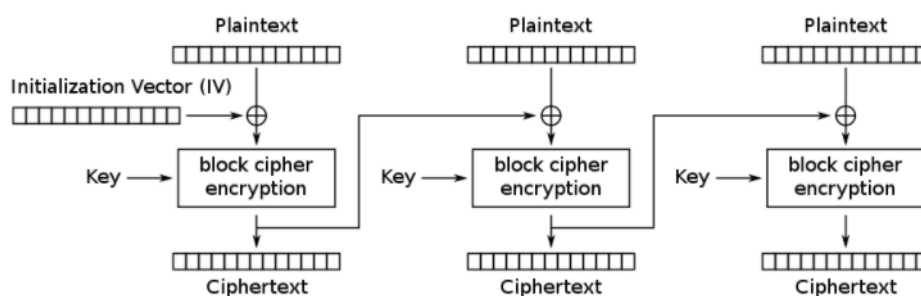 Plaintext Plaintext Plaintext
Initialization Vector (IV)
Key block cipher encryption Key block cipher encryption Key block cipher encryption
Ciphertext Ciphertext Ciphertext